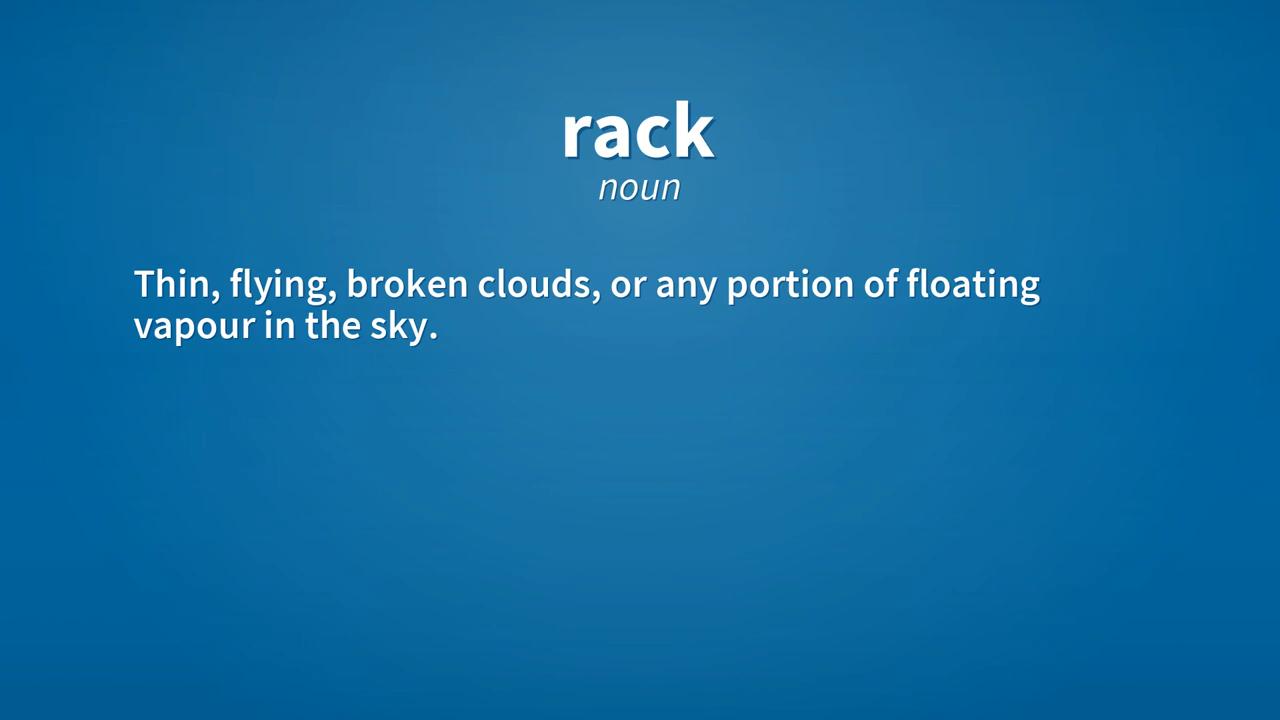 rack
noun
Thin, flying, broken clouds, or any portion of floating
vapour in the sky.